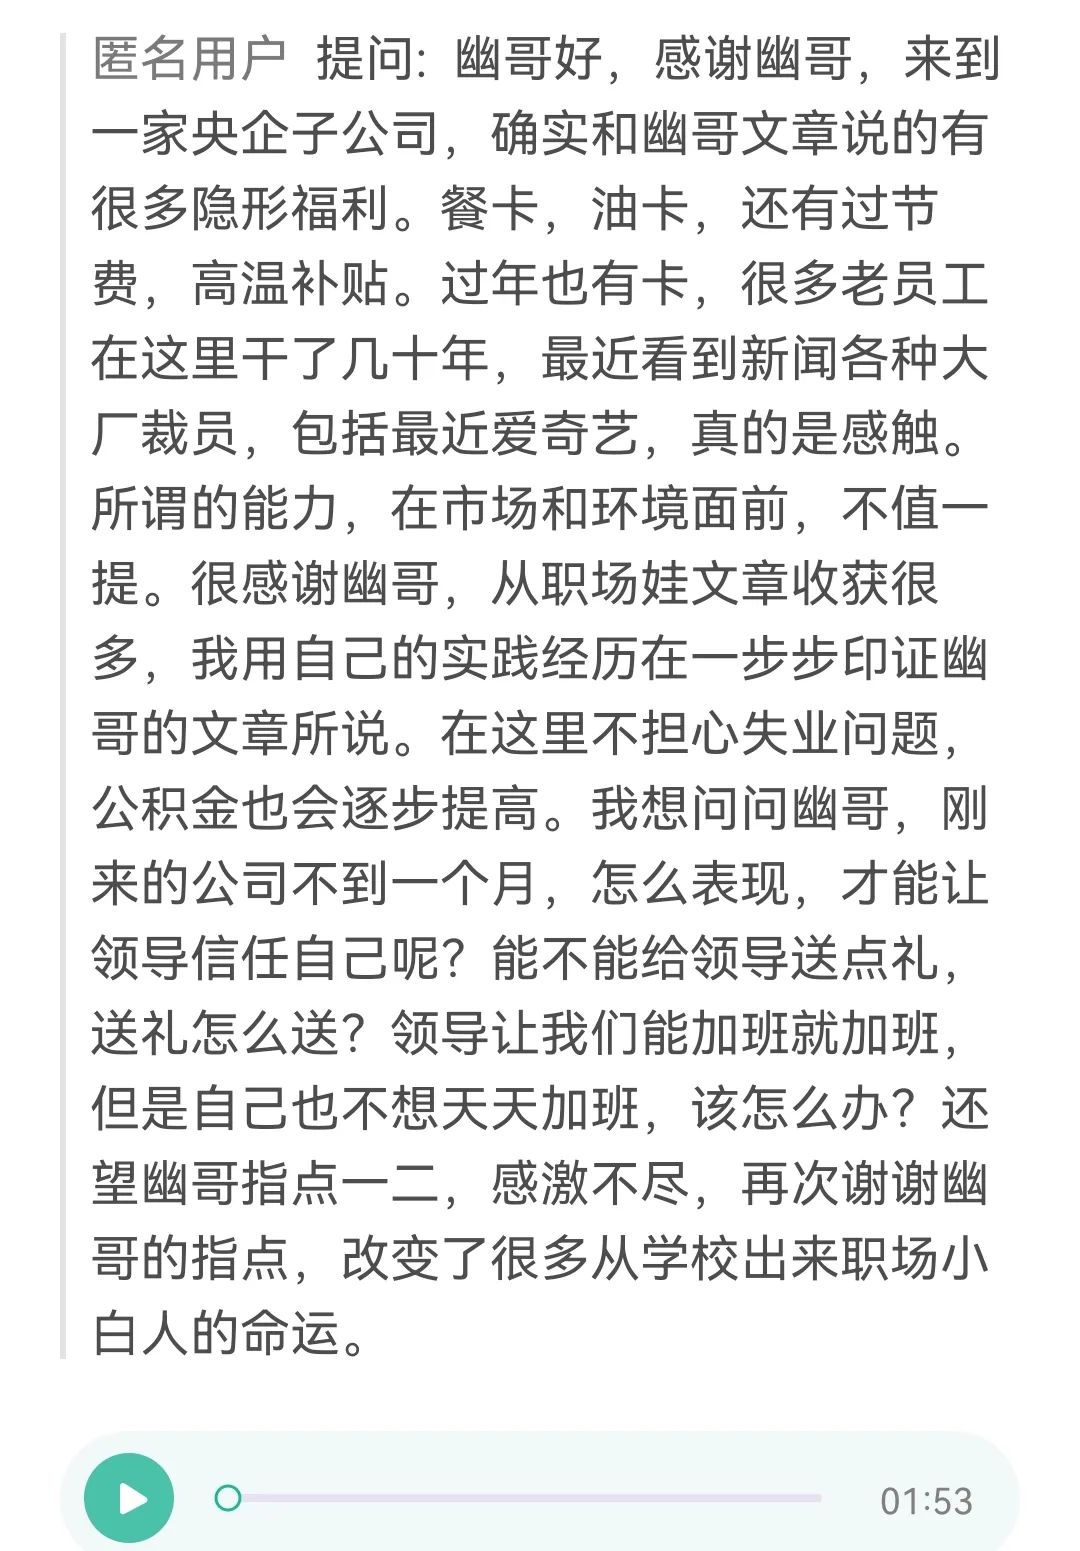 匿名用户 提问：幽哥好，感谢幽哥，来到
一家央企子公司，确实和幽哥文章说的有
很多隐形福利。餐卡，油卡，还有过节
费，高温补贴。过年也有卡，很多老员工
在这里干了几十年，最近看到新闻各种大
厂裁员，包括最近爱奇艺，真的是感触。
所谓的能力，在市场和环境面前，不值一
提。很感谢幽哥，从职场娃文章收获很
多，我用自己的实践经历在一步步印证幽
哥的文章所说。在这里不担心失业问题，
公积金也会逐步提高。我想问问幽哥，刚
来的公司不到一个月，怎么表现，才能让
领导信任自己呢？能不能给领导送点礼，
送礼怎么送？领导让我们能加班就加班，
但是自己也不想天天加班，该怎么办？还
望幽哥指点一二，感激不尽，再次谢谢幽
哥的指点，改变了很多从学校出来职场小
白人的命运。
01:53